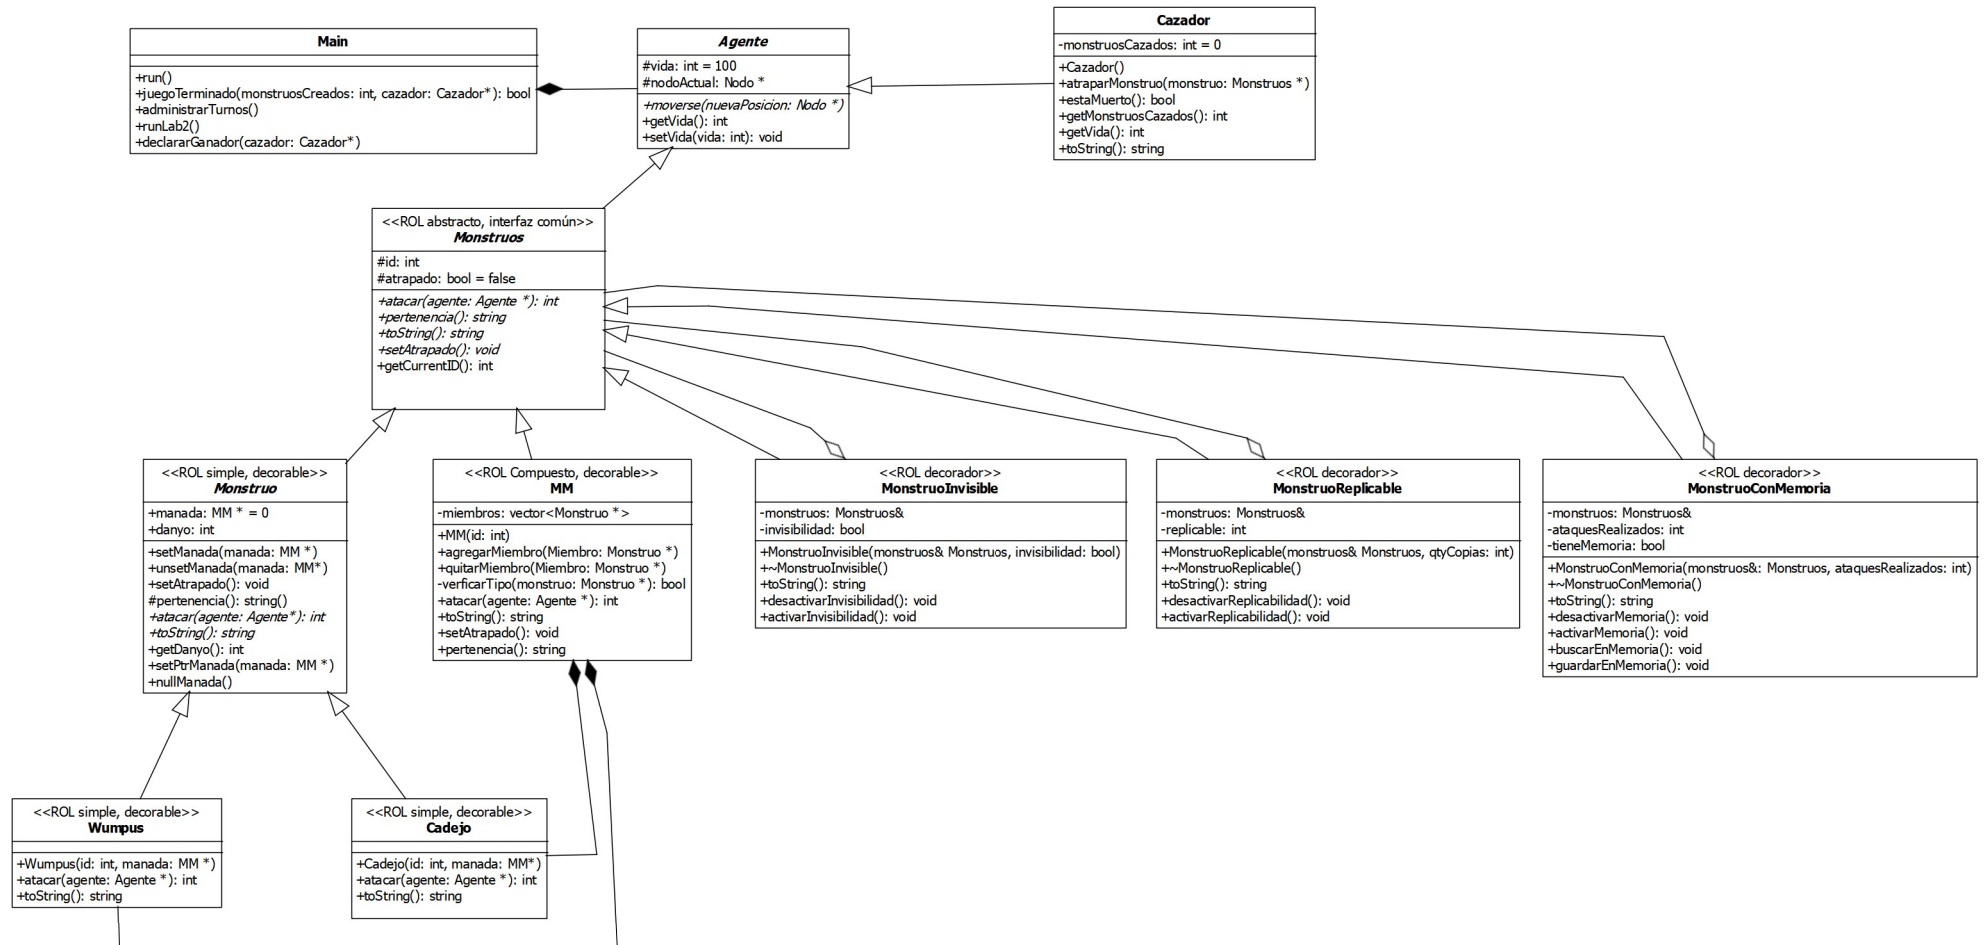 Main
+run()
+juegoTerminado(monstruosCreados: int, cazador: Cazador*): bool
+administrarTurnos()
+runLab2()
+declararGanador(cazador: Cazador*)
Agente
#vida: int = 100
#nodoActual: Nodo *
+moverse(nuevaPosicion: Nodo *)
+getVida(): int
+setVida(vida: int): void
Cazador
-monstruosCazados: int = 0
+Cazador()
+atraparMonstruo(monstruo: Monstruos *)
+estaMuerto(): bool
+getMonstruosCazados(): int
+getVida(): int
+toString(): string
<<ROL abstracto, interfaz común>>
Monstruos
#id: int
#atrapado: bool = false
+atacar(agente: Agente *): int
+pertenencia(): string
+toString(): string
+setAtrapado(): void
+getCurrentID(): int
<<ROL simple, decorable>>
Monstruo
+manada: MM * = 0
+danyo: int
+setManada(manada: MM *)
+unsetManada(manada: MM*)
+setAtrapado(): void
#pertenencia(): string()
+atacar(agente: Agente*): int
+toString(): string
+getDanyo(): int
+setPtrManada(manada: MM *)
+nullManada()
<<ROL Compuesto, decorable>>
MM
-miembros: vector<Monstruo *>
+MM(id: int)
+agregarMiembro(Miembro: Monstruo *)
+quitarMiembro(Miembro: Monstruo *)
-verficarTipo(monstruo: Monstruo *): bool
+atacar(agente: Agente *): int
+toString(): string
+setAtrapado(): void
+pertenencia(): string
<<ROL decorador>>
MonstruoInvisible
-monstruos: Monstruos&
-invisibilidad: bool
+MonstruoInvisible(monstruos& Monstruos, invisibilidad: bool)
+~MonstruoInvisible()
+toString(): string
+desactivarInvisibilidad(): void
+activarInvisibilidad(): void
<<ROL decorador>>
MonstruoReplicable
-monstruos: Monstruos&
-replicable: int
+MonstruoReplicable(monstruos& Monstruos, qtyCopias: int)
+~MonstruoReplicable()
+toString(): string
+desactivarReplicabilidad(): void
+activarReplicabilidad(): void
<<ROL decorador>>
MonstruoConMemoria
-monstruos: Monstruos&
-ataquesRealizados: int
-tieneMemoria: bool
+MonstruoConMemoria(monstruos&: Monstruos, ataquesRealizados: int)
+~MonstruoConMemoria()
+toString(): string
+desactivarMemoria(): void
+activarMemoria(): void
+buscarEnMemoria(): void
+guardarEnMemoria(): void
<<ROL simple, decorable>>
Wumpus
+Wumpus(id: int, manada: MM *)
+atacar(agente: Agente *): int
+toString(): string
<<ROL simple, decorable>>
Cadejo
+Cadejo(id: int, manada: MM*)
+atacar(agente: Agente *): int
+toString(): string